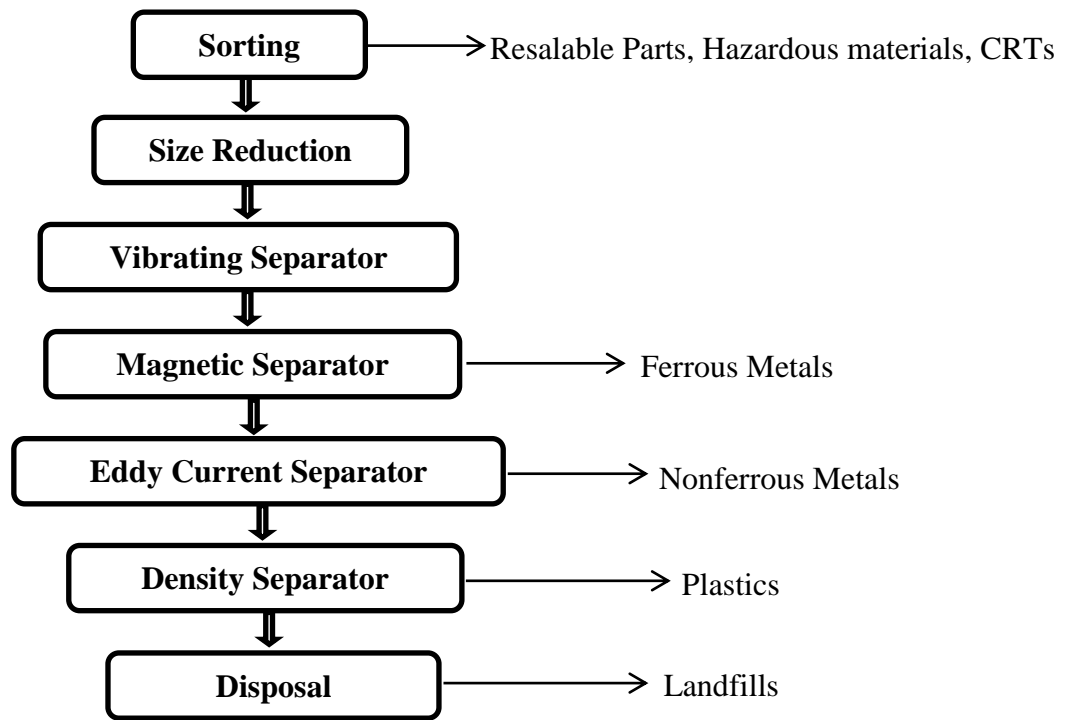 Sorting
Resalable Parts, Hazardous materials, CRTs
Size Reduction
Vibrating Separator
Magnetic Separator
Ferrous Metals
Eddy Current Separator
Nonferrous Metals
Density Separator
Plastics
Disposal
Landfills